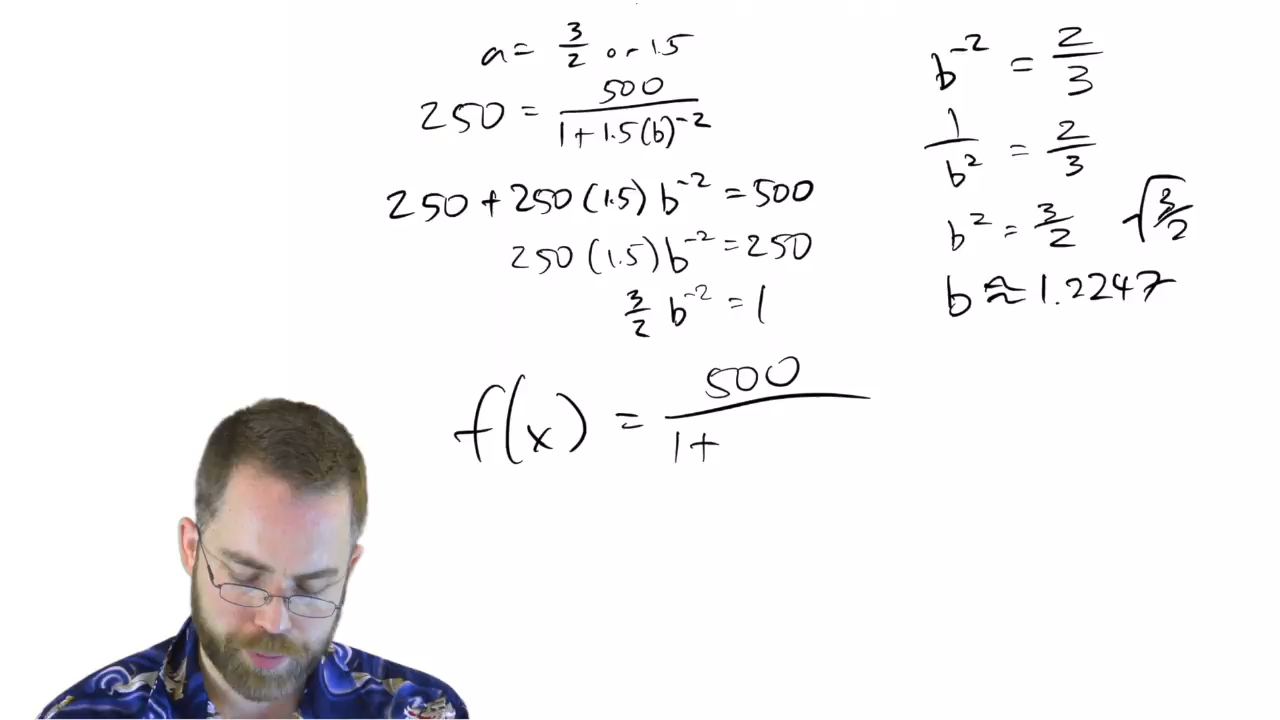 a = 3/2 or 1.5
250 = 500/(1 + 1.5(b)^-2)
250 + 250 (1.5) b^-2 = 500
250 (1.5) b^-2 = 250
3/2 b^-2 = 1
f(x) = 500/(1 +
b^-2 = 2/3
1/b^2 = 2/3
b^2 = 3/2 √(3/2)
b ≈ 1.2247